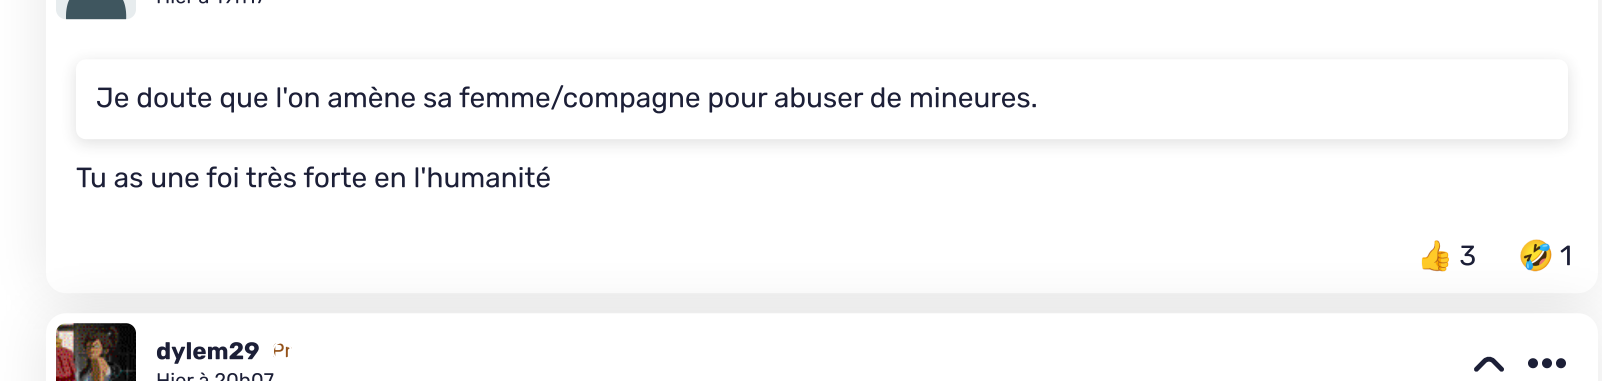 Je doute que l'on amène sa femme/compagne pour abuser de mineures.
Tu as une foi très forte en l'humanité
👍 3 🤣 1
dylem29
Hier à 20h07